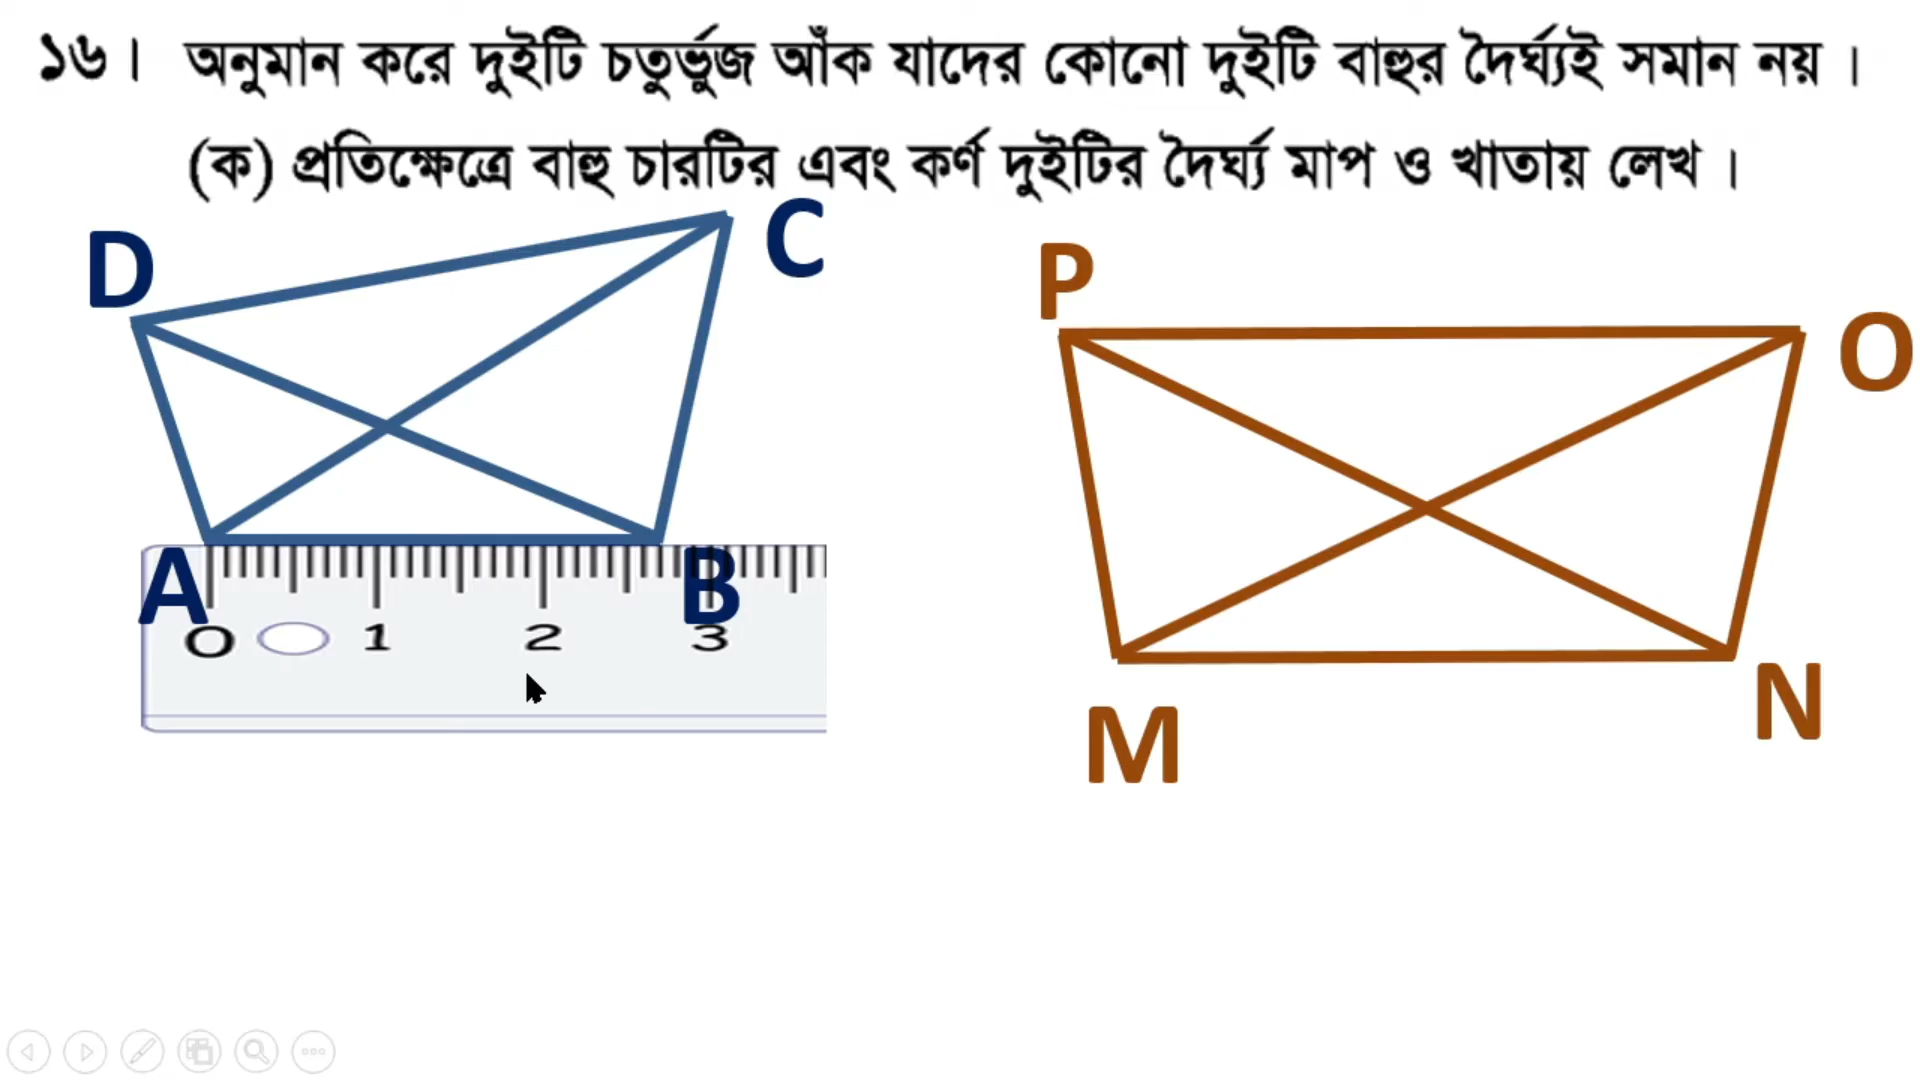 ১৬। অনুমান করে দুইটি চতুর্ভুজ আঁক যাদের কোনো দুইটি বাহুর দৈর্ঘ্যই সমান নয়।
(ক) প্রতিক্ষেত্রে বাহু চারটির এবং কর্ণ দুইটির দৈর্ঘ্য মাপ ও খাতায় লেখ।
D C
P O
A B
0 1 2 3
M N